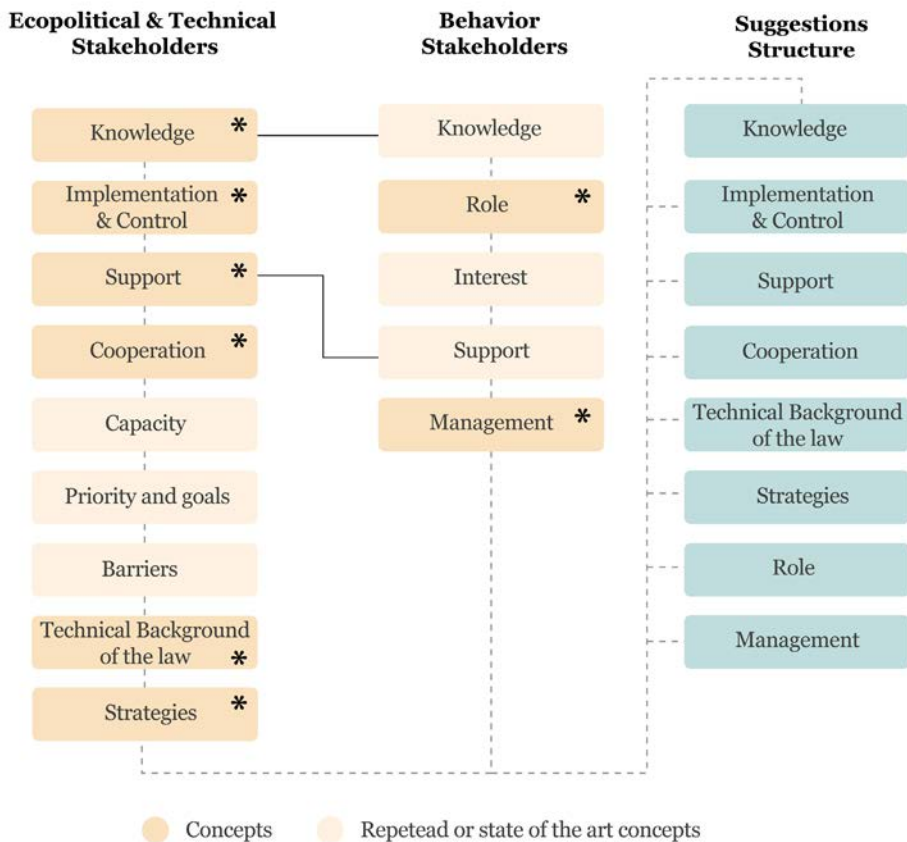 Ecopolitical & Technical
Stakeholders
Knowledge *
Implementation *
& Control
Support *
Cooperation *
Capacity
Priority and goals
Barriers
Technical Background
of the law *
Strategies *
Behavior
Stakeholders
Knowledge
Role *
Interest
Support
Management *
Suggestions
Structure
Knowledge
Implementation
& Control
Support
Cooperation
Technical Background
of the law
Strategies
Role
Management
Concepts
Repetead or state of the art concepts